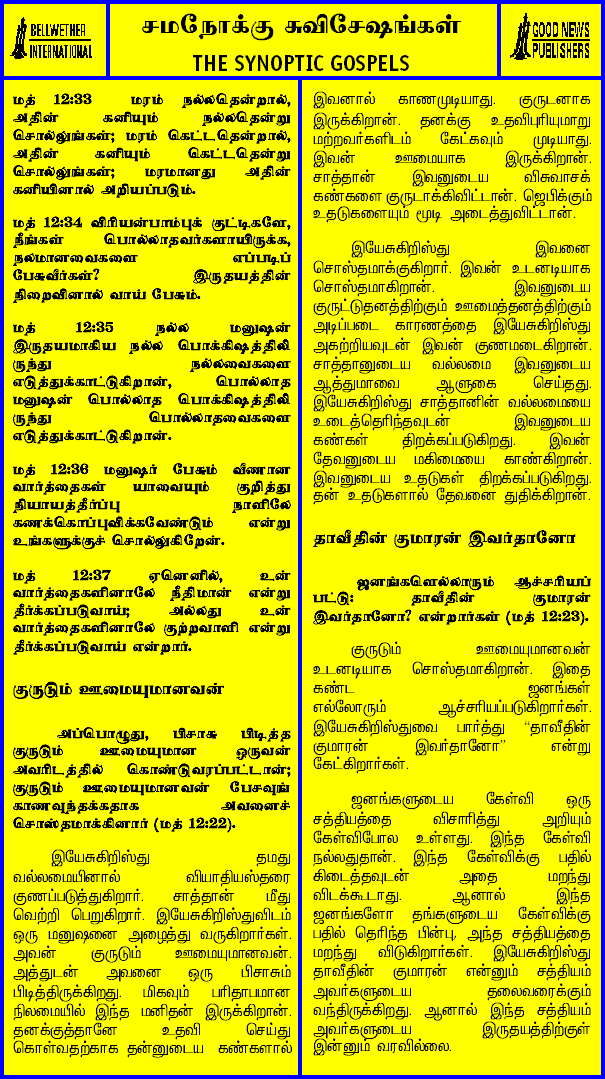 BELLWETHER
INTERNATIONAL
சமநோக்கு சுவிசேஷங்கள்
THE SYNOPTIC GOSPELS
GOOD NEWS
PUBLISHERS
மத் 12:33 மரம் நல்லதென்றால்,
அதின் கனியும் நல்லதென்று
சொல்லுங்கள்; மரம் கெட்டதென்றால்,
அதின் கனியும் கெட்டதென்று
சொல்லுங்கள்; மரமானது அதின்
கனியினால் அறியப்படும்.
மத் 12:34 விரியன்பாம்புக் குட்டிகளே,
நீங்கள் பொல்லாதவர்களாயிருக்க,
நலமானவைகளை எப்படிப்
பேசுவீர்கள்? இருதயத்தின்
நிறைவினால் வாய் பேசும்.
மத் 12:35 நல்ல மனுஷன்
இருதயமாகிய நல்ல பொக்கிஷத்திலி
ருந்து நல்லவைகளை
எடுத்துக்காட்டுகிறான், பொல்லாத
மனுஷன் பொல்லாத பொக்கிஷத்திலி
ருந்து பொல்லாதவைகளை
எடுத்துக்காட்டுகிறான்.
மத் 12:36 மனுஷர் பேசும் வீணான
வார்த்தைகள் யாவையும் குறித்து
நியாயத்தீர்ப்பு நாளிலே
கணக்கொப்புவிக்கவேண்டும் என்று
உங்களுக்குச் சொல்லுகிறேன்.
மத் 12:37 ஏனெனில், உன்
வார்த்தைகளினாலே நீதிமான் என்று
தீர்க்கப்படுவாய்; அல்லது உன்
வார்த்தைகளினாலே குற்றவாளி என்று
தீர்க்கப்படுவாய் என்றார்.
குருடும் ஊமையுமானவன்
அப்பொழுது, பிசாசு பிடித்த
குருடும் ஊமையுமான ஒருவன்
அவரிடத்தில் கொண்டுவரப்பட்டான்;
குருடும் ஊமையுமானவன் பேசவுங்
காணவுந்தக்கதாக அவனைச்
சொஸ்தமாக்கினார் (மத் 12:22).
இயேசுகிறிஸ்து தமது
வல்லமையினால் வியாதியஸ்தரை
குணப்படுத்துகிறார். சாத்தான் மீது
வெற்றி பெறுகிறார். இயேசுகிறிஸ்துவிடம்
ஒரு மனுஷனை அழைத்து வருகிறார்கள்.
அவன் குருடும் ஊமையுமானவன்.
அத்துடன் அவனை ஒரு பிசாசும்
பிடித்திருக்கிறது. மிகவும் பரிதாபமான
நிலமையில் இந்த மனிதன் இருக்கிறான்.
தனக்குத்தானே உதவி செய்து
கொள்வதற்காக தன்னுடைய கண்களால்
இவனால் காணமுடியாது. குருடனாக
இருக்கிறான். தனக்கு உதவிபுரியுமாறு
மற்றவர்களிடம் கேட்கவும் முடியாது.
இவன் ஊமையாக இருக்கிறான்.
சாத்தான் இவனுடைய விசுவாசக்
கண்களை குருடாக்கிவிட்டான். ஜெபிக்கும்
உதடுகளையும் மூடி அடைத்துவிட்டான்.
இயேசுகிறிஸ்து இவனை
சொஸ்தமாக்குகிறார். இவன் உடனடியாக
சொஸ்தமாகிறான். இவனுடைய
குருட்டுதனத்திற்கும் ஊமைத்தனத்திற்கும்
அடிப்படை காரணத்தை இயேசுகிறிஸ்து
அகற்றியவுடன் இவன் குணமடைகிறான்.
சாத்தானுடைய வல்லமை இவனுடைய
ஆத்துமாவை ஆளுகை செய்தது.
இயேசுகிறிஸ்து சாத்தானின் வல்லமையை
உடைத்தெரிந்தவுடன் இவனுடைய
கண்கள் திறக்கப்படுகிறது. இவன்
தேவனுடைய மகிமையை காண்கிறான்.
இவனுடைய உதடுகள் திறக்கப்படுகிறது.
தன் உதடுகளால் தேவனை துதிக்கிறான்.
தாவீதின் குமாரன் இவர்தானோ
ஜனங்களெல்லாரும் ஆச்சரியப்
பட்டு: தாவீதின் குமாரன்
இவர்தானோ? என்றார்கள் (மத் 12:23).
குருடும் ஊமையுமானவன்
உடனடியாக சொஸ்தமாகிறான். இதை
கண்ட ஜனங்கள்
எல்லோரும் ஆச்சரியப்படுகிறார்கள்.
இயேசுகிறிஸ்துவை பார்த்து “தாவீதின்
குமாரன் இவர்தானோ” என்று
கேட்கிறார்கள்.
ஜனங்களுடைய கேள்வி ஒரு
சத்தியத்தை விசாரித்து அறியும்
கேள்விபோல உள்ளது. இந்த கேள்வி
நல்லதுதான். இந்த கேள்விக்கு பதில்
கிடைத்தவுடன் அதை மறந்து
விடக்கூடாது. ஆனால் இந்த
ஜனங்களோ தங்களுடைய கேள்விக்கு
பதில் தெரிந்த பின்பு, அந்த சத்தியத்தை
மறந்து விடுகிறார்கள். இயேசுகிறிஸ்து
தாவீதின் குமாரன் என்னும் சத்தியம்
அவர்களுடைய தலைவரைக்கும்
வந்திருக்கிறது. ஆனால் இந்த சத்தியம்
அவர்களுடைய இருதயத்திற்குள்
இன்னும் வரவில்லை.